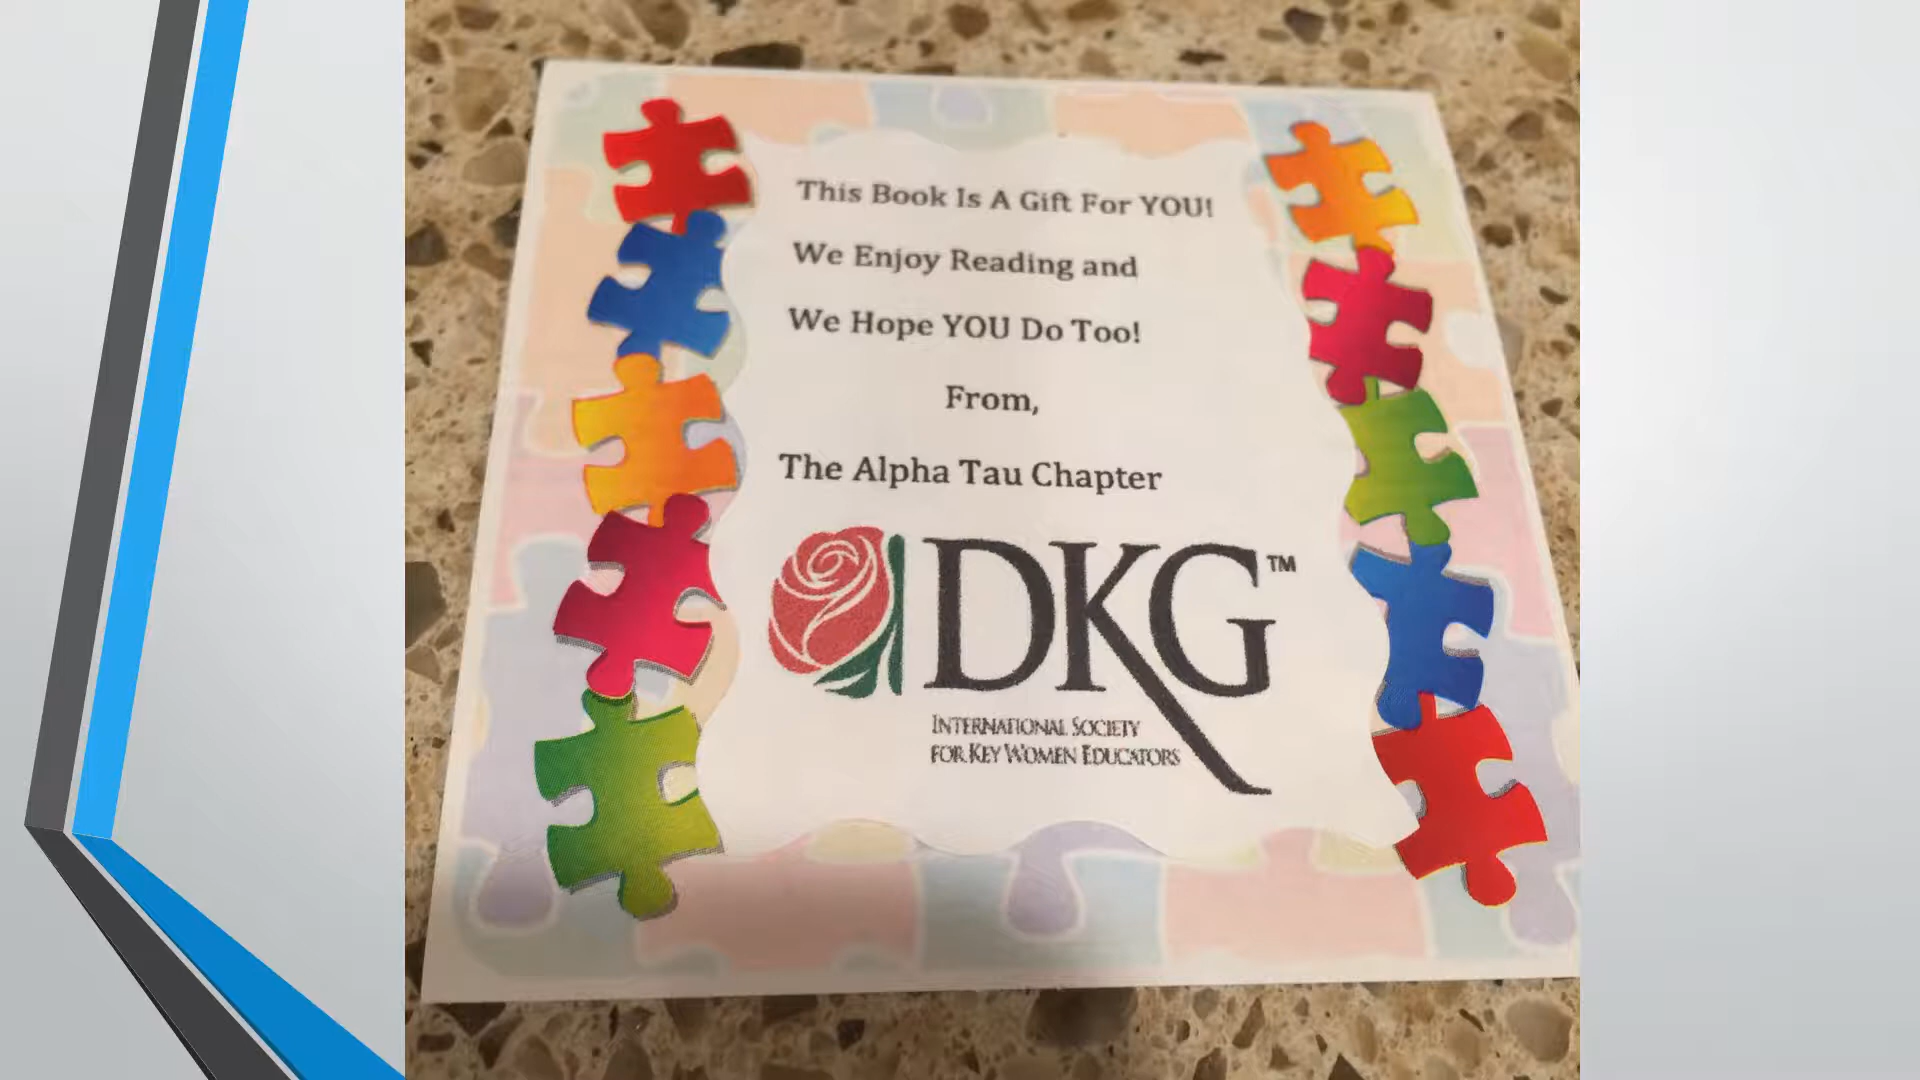 This Book Is A Gift For YOU!
We Enjoy Reading and
We Hope YOU Do Too!
From,
The Alpha Tau Chapter
DKG™
INTERNATIONAL SOCIETY
FOR KEY WOMEN EDUCATORS